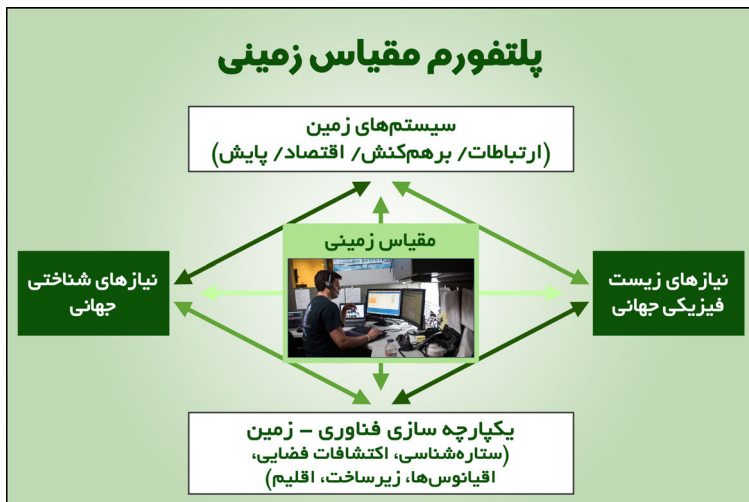 پلتفورم مقیاس زمینی
سیستم‌های زمین
(ارتباطات/ برهم‌کنش/ اقتصاد/ پایش)
مقیاس زمینی
نیازهای زیست
فیزیکی جهانی
نیازهای شناختی
جهانی
یکپارچه سازی فناوری – زمین
(ستاره‌شناسی، اکتشافات فضایی،
اقیانوس‌ها، زیرساخت، اقلیم)